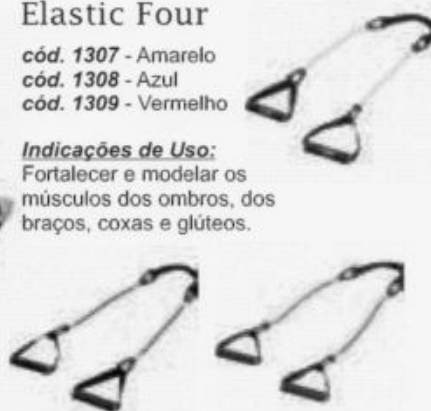 Elastic Four
cód. 1307 - Amarelo
cód. 1308 - Azul
cód. 1309 - Vermelho
Indicações de Uso:
Fortalecer e modelar os
músculos dos ombros, dos
braços, coxas e glúteos.